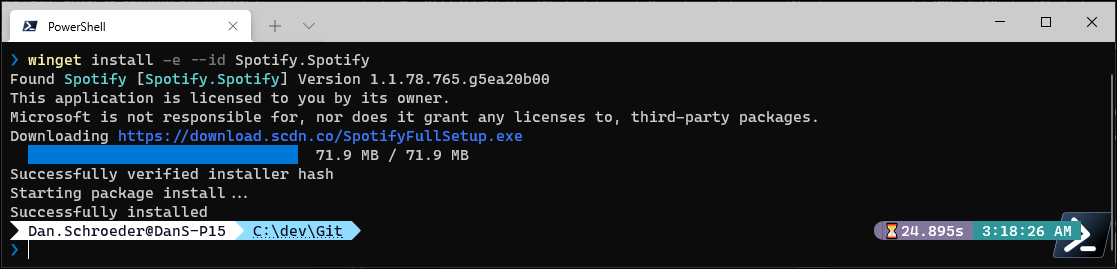 PowerShell
❯ winget install -e --id Spotify.Spotify
Found Spotify [Spotify.Spotify] Version 1.1.78.765.g5ea20b00
This application is licensed to you by its owner.
Microsoft is not responsible for, nor does it grant any licenses to, third-party packages.
Downloading https://download.scdn.co/SpotifyFullSetup.exe
71.9 MB / 71.9 MB
Successfully verified installer hash
Starting package install...
Successfully installed
Dan.Schroeder@DanS-P15 C:\dev\Git 24.895s 3:18:26 AM
❯